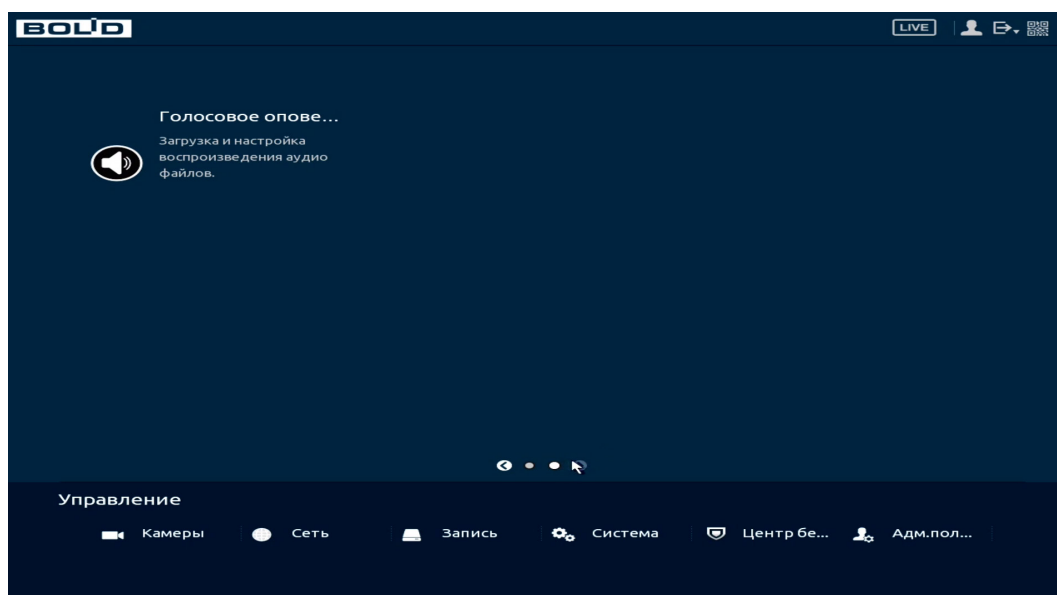 BOLID
LIVE
Голосовое опове...
Загрузка и настройка
воспроизведения аудио
файлов.
Управление
Камеры
Сеть
Запись
Система
Центр бе...
Адм.пол...